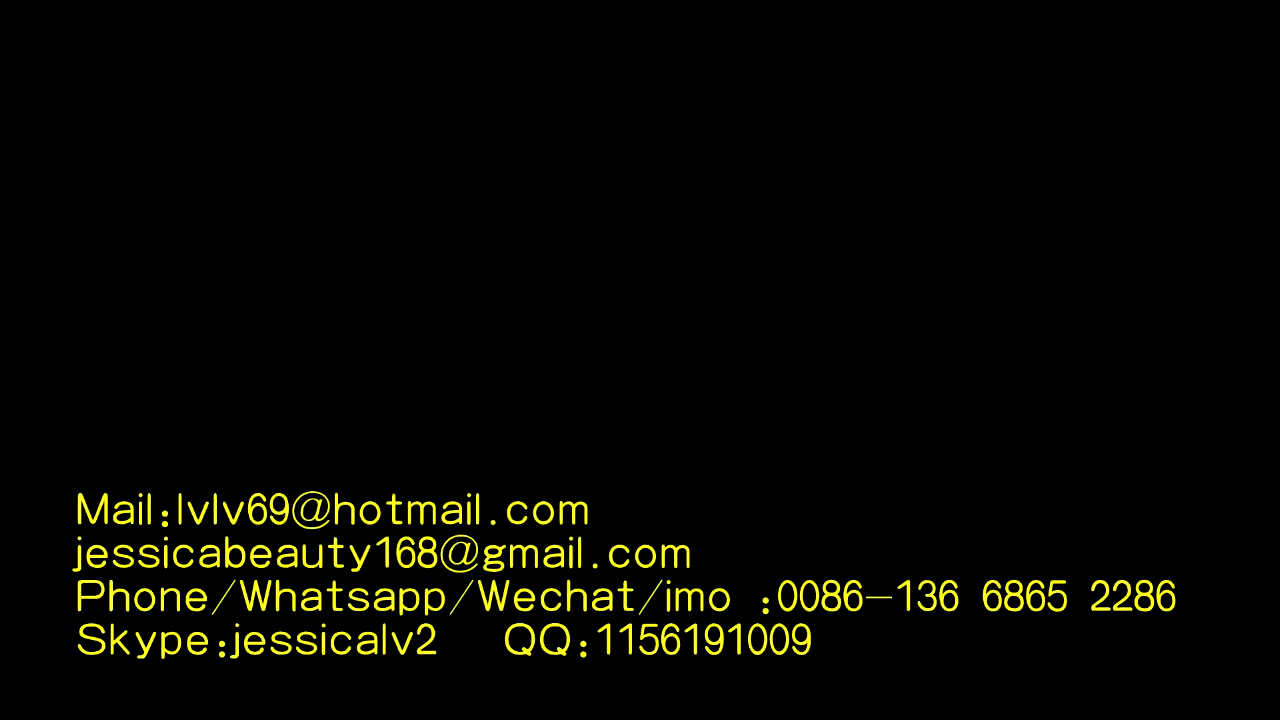 Mail:lvlv69@hotmail.com
jessicabeauty168@gmail.com
Phone/Whatsapp/Wechat/imo :0086-136 6865 2286
Skype:jessicalv2 QQ:1156191009